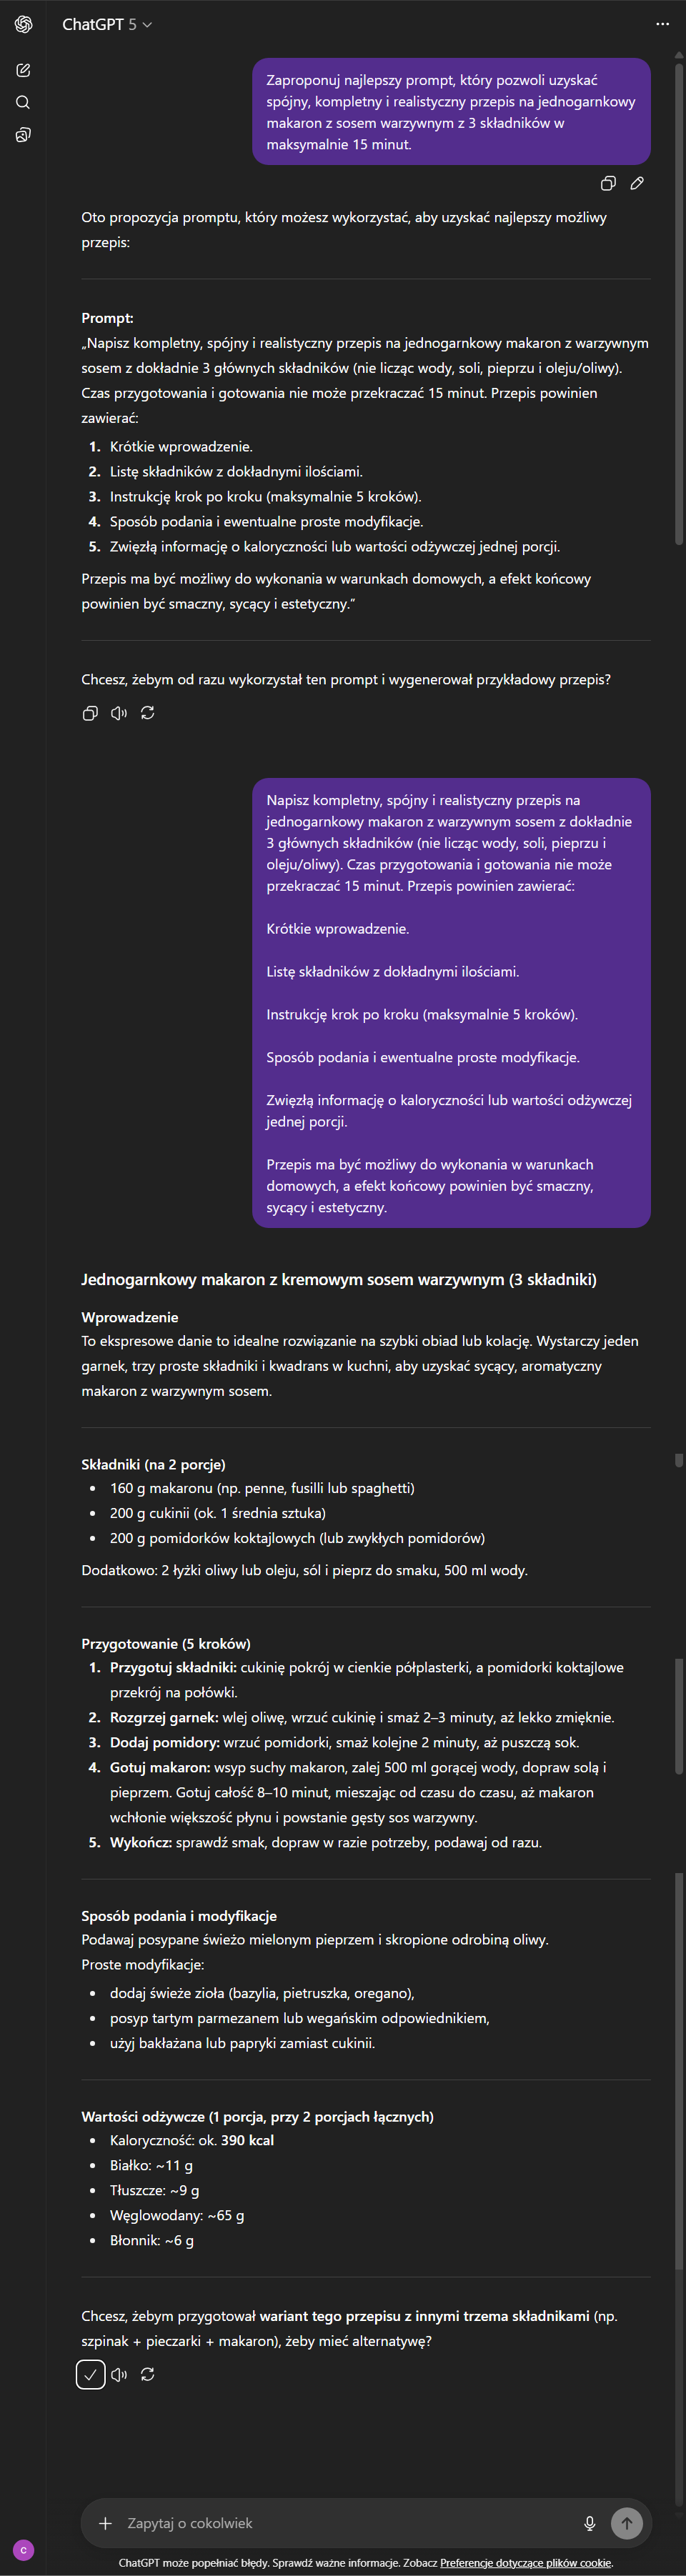 ChatGPT 5
Zaproponuj najlepszy prompt, który pozwoli uzyskać
spójny, kompletny i realistyczny przepis na jednogarnkowy
makaron z sosem warzywnym z 3 składników w
maksymalnie 15 minut.
Oto propozycja promptu, który możesz wykorzystać, aby uzyskać najlepszy możliwy
przepis:
Prompt:
„Napisz kompletny, spójny i realistyczny przepis na jednogarnkowy makaron z warzywnym
sosem z dokładnie 3 głównych składników (nie licząc wody, soli, pieprzu i oleju/oliwy).
Czas przygotowania i gotowania nie może przekraczać 15 minut. Przepis powinien
zawierać:
1. Krótkie wprowadzenie.
2. Listę składników z dokładnymi ilościami.
3. Instrukcję krok po kroku (maksymalnie 5 kroków).
4. Sposób podania i ewentualne proste modyfikacje.
5. Zwięzłą informację o kaloryczności lub wartości odżywczej jednej porcji.
Przepis ma być możliwy do wykonania w warunkach domowych, a efekt końcowy
powinien być smaczny, sycący i estetyczny.”
Chcesz, żebym od razu wykorzystał ten prompt i wygenerował przykładowy przepis?
Napisz kompletny, spójny i realistyczny przepis na
jednogarnkowy makaron z warzywnym sosem z dokładnie
3 głównych składników (nie licząc wody, soli, pieprzu i
oleju/oliwy). Czas przygotowania i gotowania nie może
przekraczać 15 minut. Przepis powinien zawierać:
Krótkie wprowadzenie.
Listę składników z dokładnymi ilościami.
Instrukcję krok po kroku (maksymalnie 5 kroków).
Sposób podania i ewentualne proste modyfikacje.
Zwięzłą informację o kaloryczności lub wartości odżywczej
jednej porcji.
Przepis ma być możliwy do wykonania w warunkach
domowych, a efekt końcowy powinien być smaczny,
sycący i estetyczny.
Jednogarnkowy makaron z kremowym sosem warzywnym (3 składniki)
Wprowadzenie
To ekspresowe danie to idealne rozwiązanie na szybki obiad lub kolację. Wystarczy jeden
garnek, trzy proste składniki i kwadrans w kuchni, aby uzyskać sycący, aromatyczny
makaron z warzywnym sosem.
Składniki (na 2 porcje)
• 160 g makaronu (np. penne, fusilli lub spaghetti)
• 200 g cukinii (ok. 1 średnia sztuka)
• 200 g pomidorków koktajlowych (lub zwykłych pomidorów)
Dodatkowo: 2 łyżki oliwy lub oleju, sól i pieprz do smaku, 500 ml wody.
Przygotowanie (5 kroków)
1. Przygotuj składniki: cukinię pokrój w cienkie półplasterki, a pomidorki koktajlowe
przekrój na połówki.
2. Rozgrzej garnek: wlej oliwę, wrzuć cukinię i smaż 2–3 minuty, aż lekko zmięknie.
3. Dodaj pomidory: wrzuć pomidorki, smaż kolejne 2 minuty, aż puszczą sok.
4. Gotuj makaron: wsyp suchy makaron, zalej 500 ml gorącej wody, dopraw solą i
pieprzem. Gotuj całość 8–10 minut, mieszając od czasu do czasu, aż makaron
wchłonie większość płynu i powstanie gęsty sos warzywny.
5. Wykończ: sprawdź smak, dopraw w razie potrzeby, podawaj od razu.
Sposób podania i modyfikacje
Podawaj posypane świeżo mielonym pieprzem i skropione odrobiną oliwy.
Proste modyfikacje:
• dodaj świeże zioła (bazylia, pietruszka, oregano),
• posyp tartym parmezanem lub wegańskim odpowiednikiem,
• użyj bakłażana lub papryki zamiast cukinii.
Wartości odżywcze (1 porcja, przy 2 porcjach łącznych)
• Kaloryczność: ok. 390 kcal
• Białko: ~11 g
• Tłuszcze: ~9 g
• Węglowodany: ~65 g
• Błonnik: ~6 g
Chcesz, żebym przygotował wariant tego przepisu z innymi trzema składnikami (np.
szpinak + pieczarki + makaron), żeby mieć alternatywę?
Zapytaj o cokolwiek
C
ChatGPT może popełniać błędy. Sprawdź ważne informacje. Zobacz Preferencje dotyczące plików cookie.